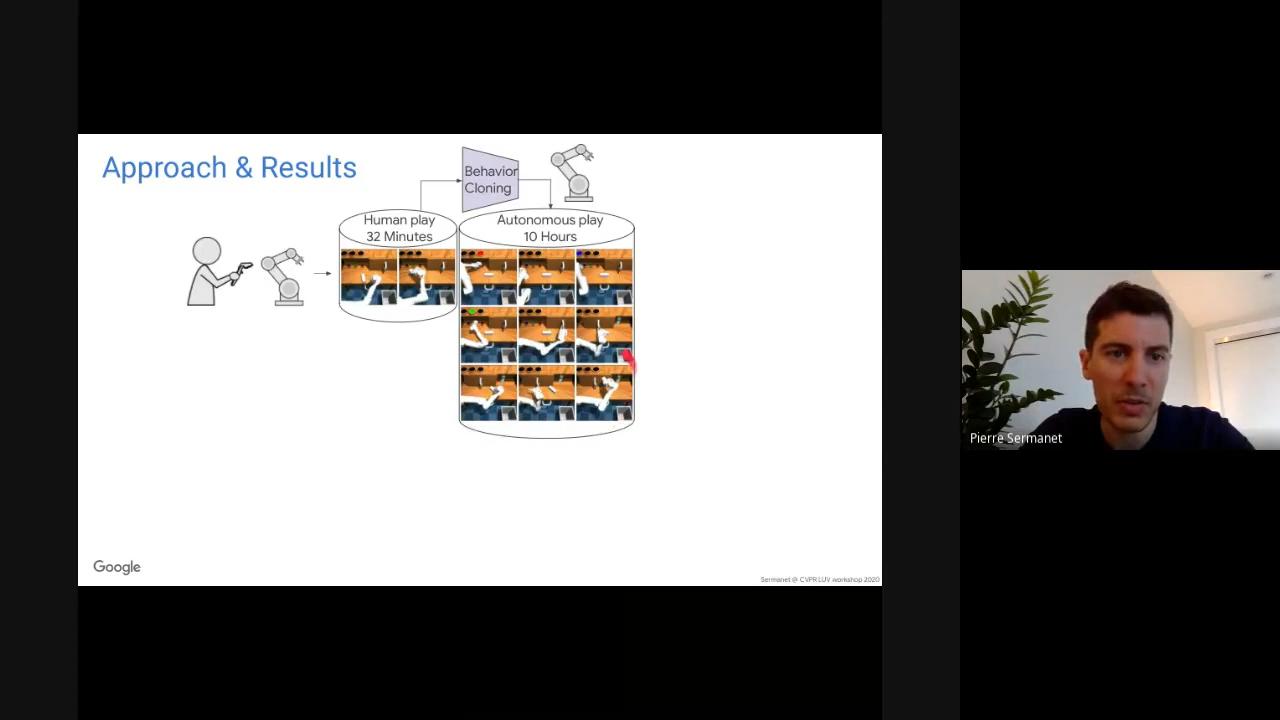 Approach & Results
Behavior
Cloning
Human play
32 Minutes
Autonomous play
10 Hours
Pierre Sermanet
Google
Sermanet @ CVPR LUV workshop 2020